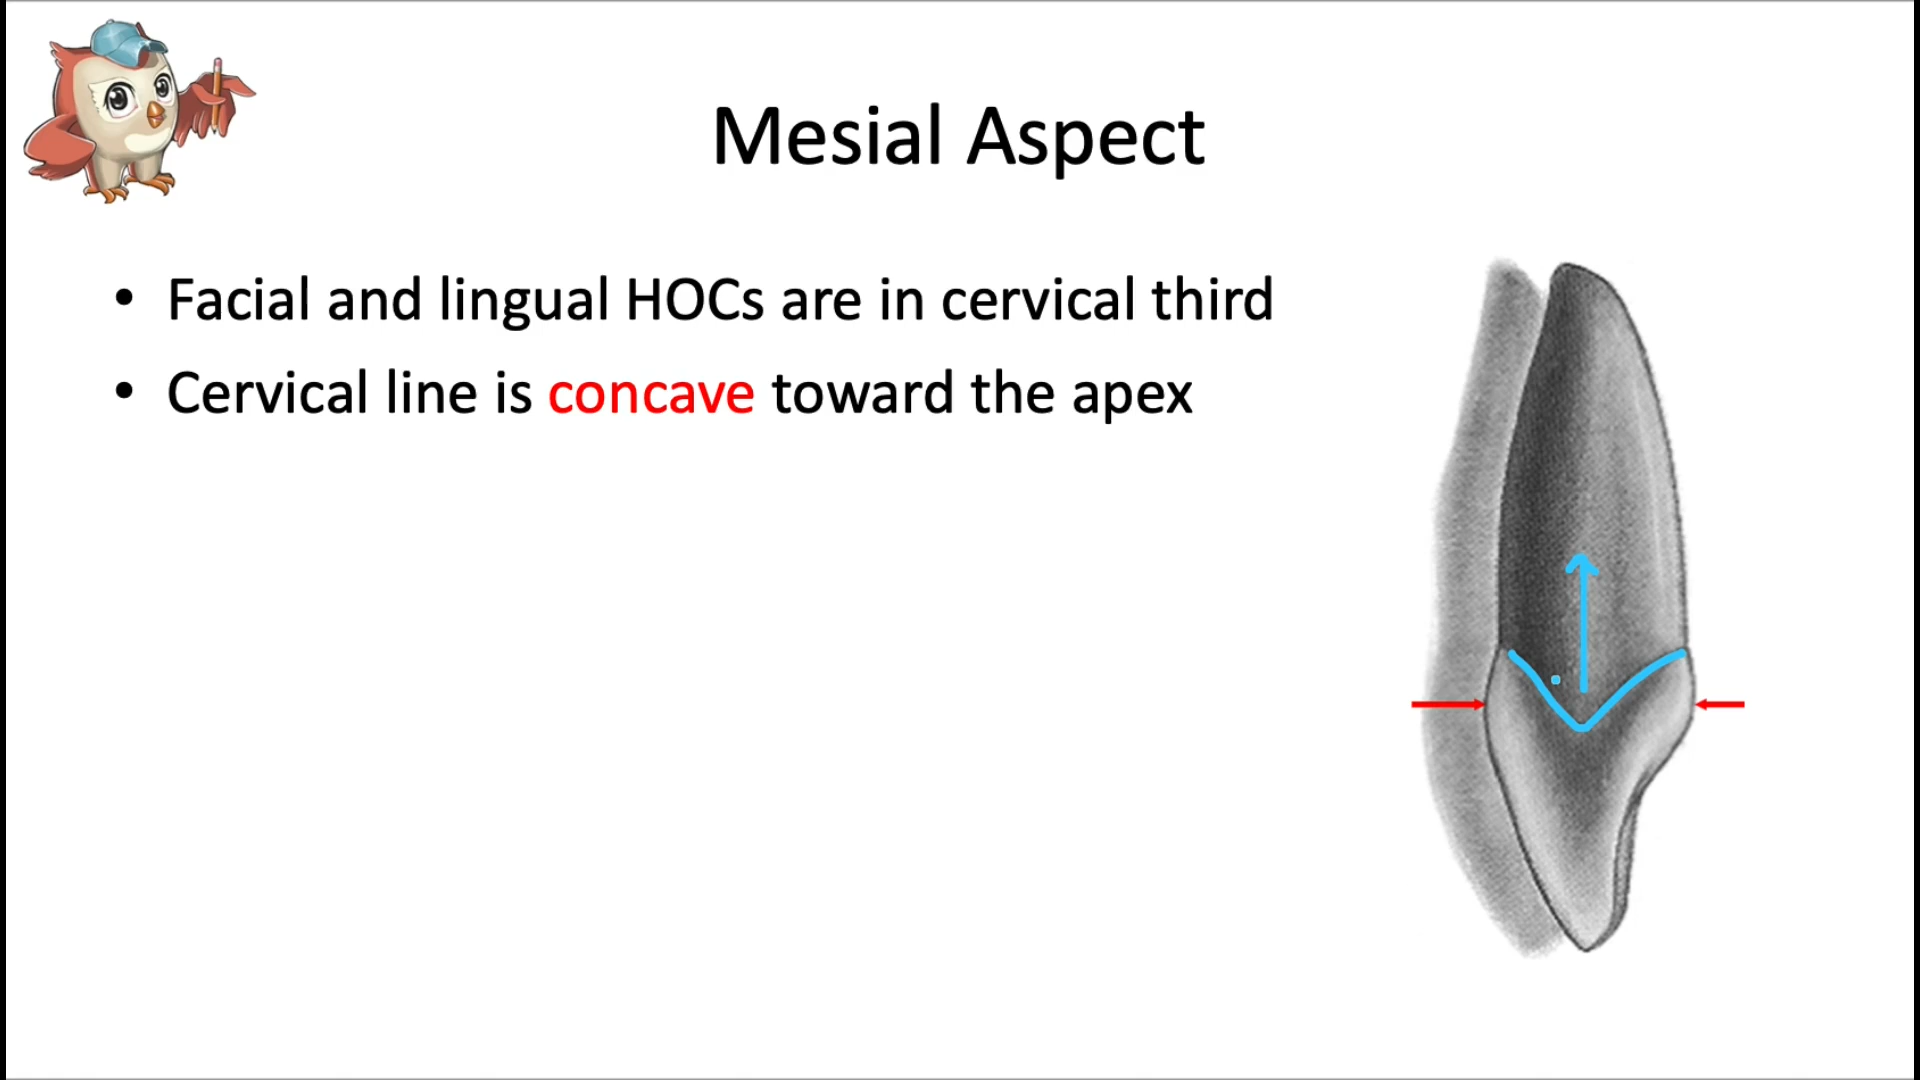 Mesial Aspect
• Facial and lingual HOCs are in cervical third
• Cervical line is concave toward the apex